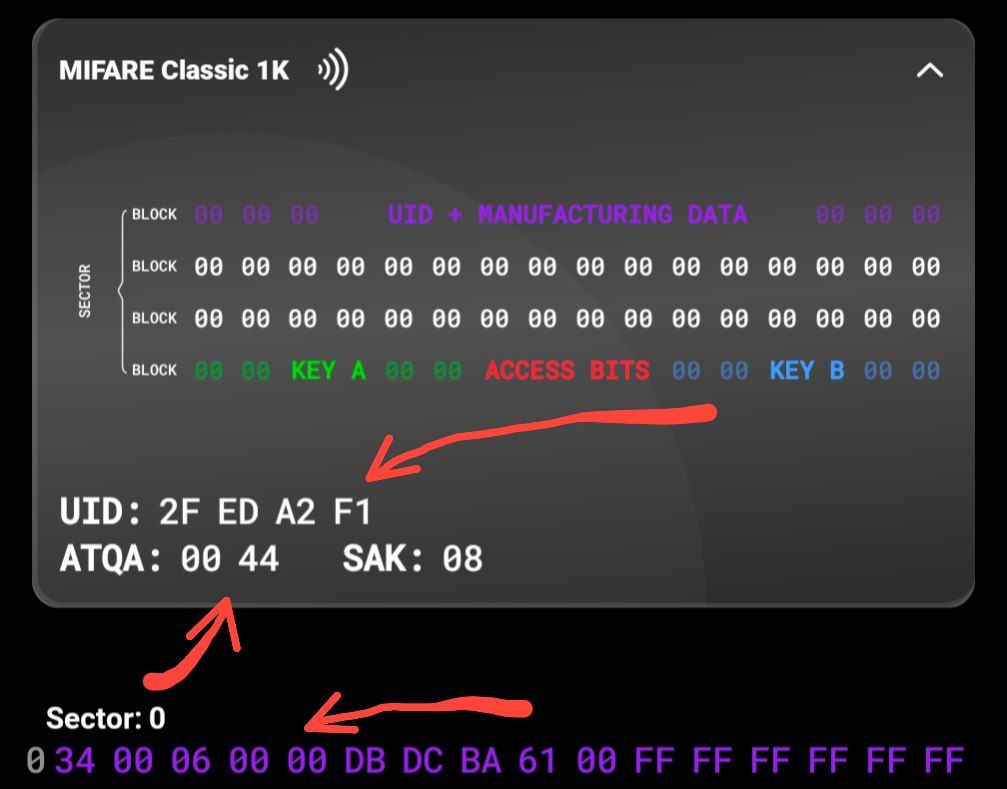 MIFARE Classic 1K
BLOCK 00 00 00 UID + MANUFACTURING DATA 00 00 00
SECTOR
BLOCK 00 00 00 00 00 00 00 00 00 00 00 00 00 00 00 00
BLOCK 00 00 00 00 00 00 00 00 00 00 00 00 00 00 00 00
BLOCK 00 00 KEY A 00 00 ACCESS BITS 00 00 KEY B 00 00
UID: 2F ED A2 F1
ATQA: 00 44 SAK: 08
Sector: 0
0 34 00 06 00 00 DB DC BA 61 00 FF FF FF FF FF FF